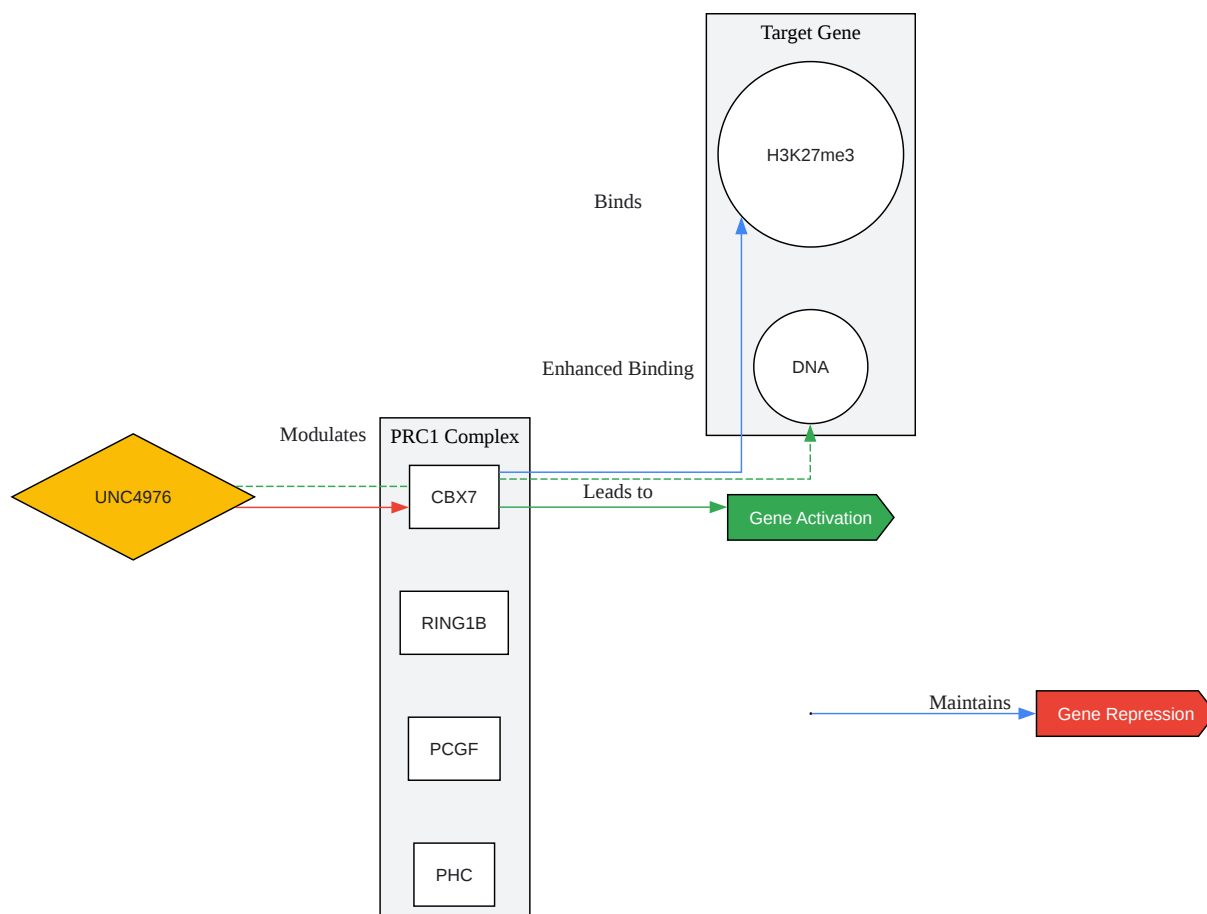 Target Gene
H3K27me3
Binds
DNA
Enhanced Binding
Modulates
PRC1 Complex
UNC4976
CBX7
Leads to
Gene Activation
RING1B
Maintains
Gene Repression
PCGF
PHC